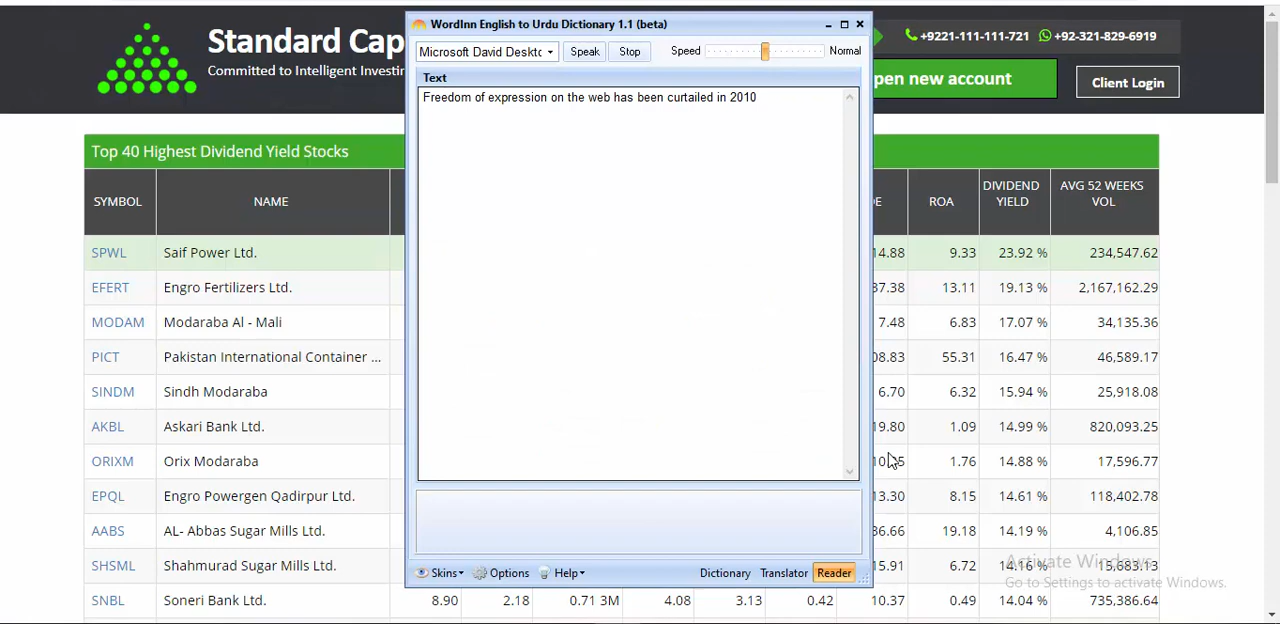 WordInn English to Urdu Dictionary 1.1 (beta)
Standard Cap
Committed to Intelligent Investin
+9221-111-111-721 +92-321-829-6919
pen new account
Client Login
Microsoft David Deskto
Speak
Stop
Speed
Normal
Text
Freedom of expression on the web has been curtailed in 2010
Top 40 Highest Dividend Yield Stocks
SYMBOL NAME E ROA DIVIDEND YIELD AVG 52 WEEKS VOL
SPWL Saif Power Ltd. 14.88 9.33 23.92 % 234,547.62
EFERT Engro Fertilizers Ltd. 37.38 13.11 19.13 % 2,167,162.29
MODAM Modaraba Al - Mali 7.48 6.83 17.07 % 34,135.36
PICT Pakistan International Container ... 08.83 55.31 16.47 % 46,589.17
SINDM Sindh Modaraba 6.70 6.32 15.94 % 25,918.08
AKBL Askari Bank Ltd. 19.80 1.09 14.99 % 820,093.25
ORIXM Orix Modaraba 1.76 14.88 % 17,596.77
EPQL Engro Powergen Qadirpur Ltd. 13.30 8.15 14.61 % 118,402.78
AABS AL- Abbas Sugar Mills Ltd. 36.66 19.18 14.19 % 4,106.85
SHSML Shahmurad Sugar Mills Ltd. 15.91 6.72 14.16 % 15,683.13
SNBL Soneri Bank Ltd. 8.90 2.18 0.71 3M 4.08 3.13 0.42 10.37 0.49 14.04 % 735,386.64
Skins Options Help Dictionary Translator Reader
Activate Windows
Go to Settings to activate Windows.